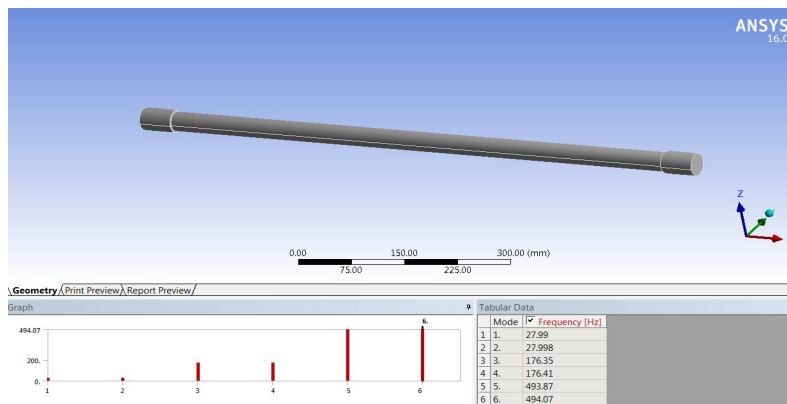 ANSYS
16.0
Z
0.00 150.00 300.00 (mm)
75.00 225.00
Geometry Print Preview Report Preview
Graph
Tabular Data
494.07
200.
0.
6.
1 2 3 4 5 6
Mode Frequency [Hz]
1 1. 27.99
2 2. 27.998
3 3. 176.35
4 4. 176.41
5 5. 493.87
6 6. 494.07